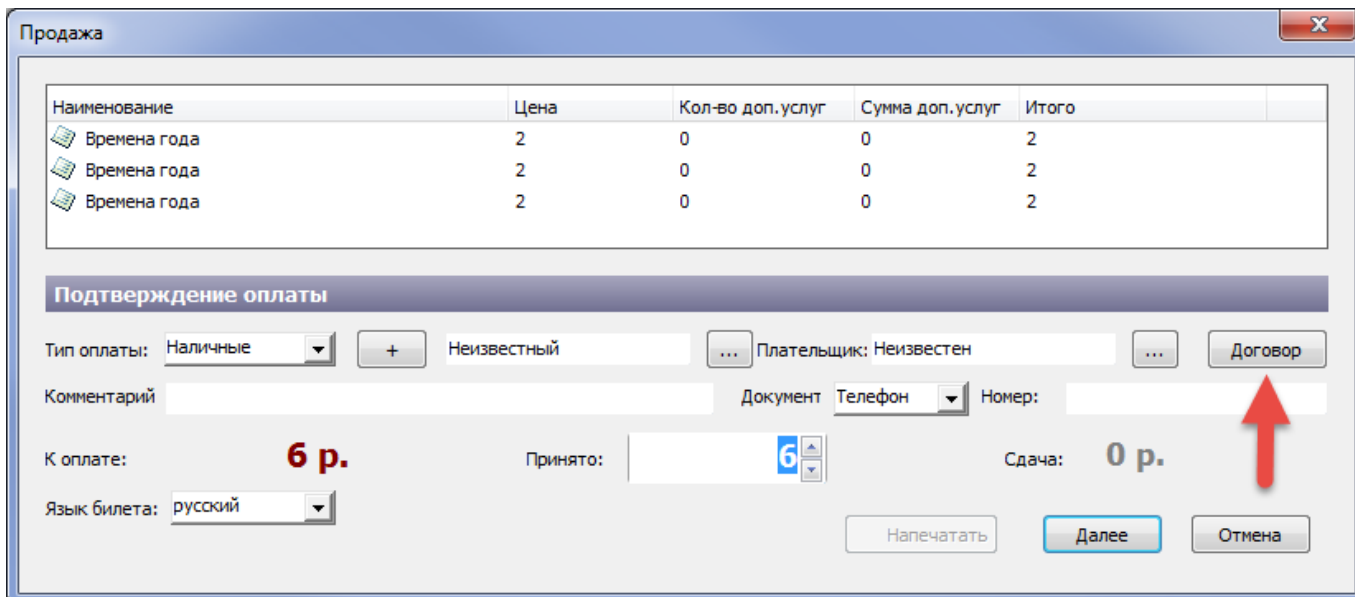 Продажа
Наименование Цена Кол-во доп.услуг Сумма доп.услуг Итого
Времена года 2 0 0 2
Времена года 2 0 0 2
Времена года 2 0 0 2
Подтверждение оплаты
Тип оплаты: Наличные + Неизвестный ... Плательщик: Неизвестен ... Договор
Комментарий Документ Телефон Номер:
К оплате: 6 р. Принято: 6 Сдача: 0 р.
Язык билета: русский
Напечатать Далее Отмена